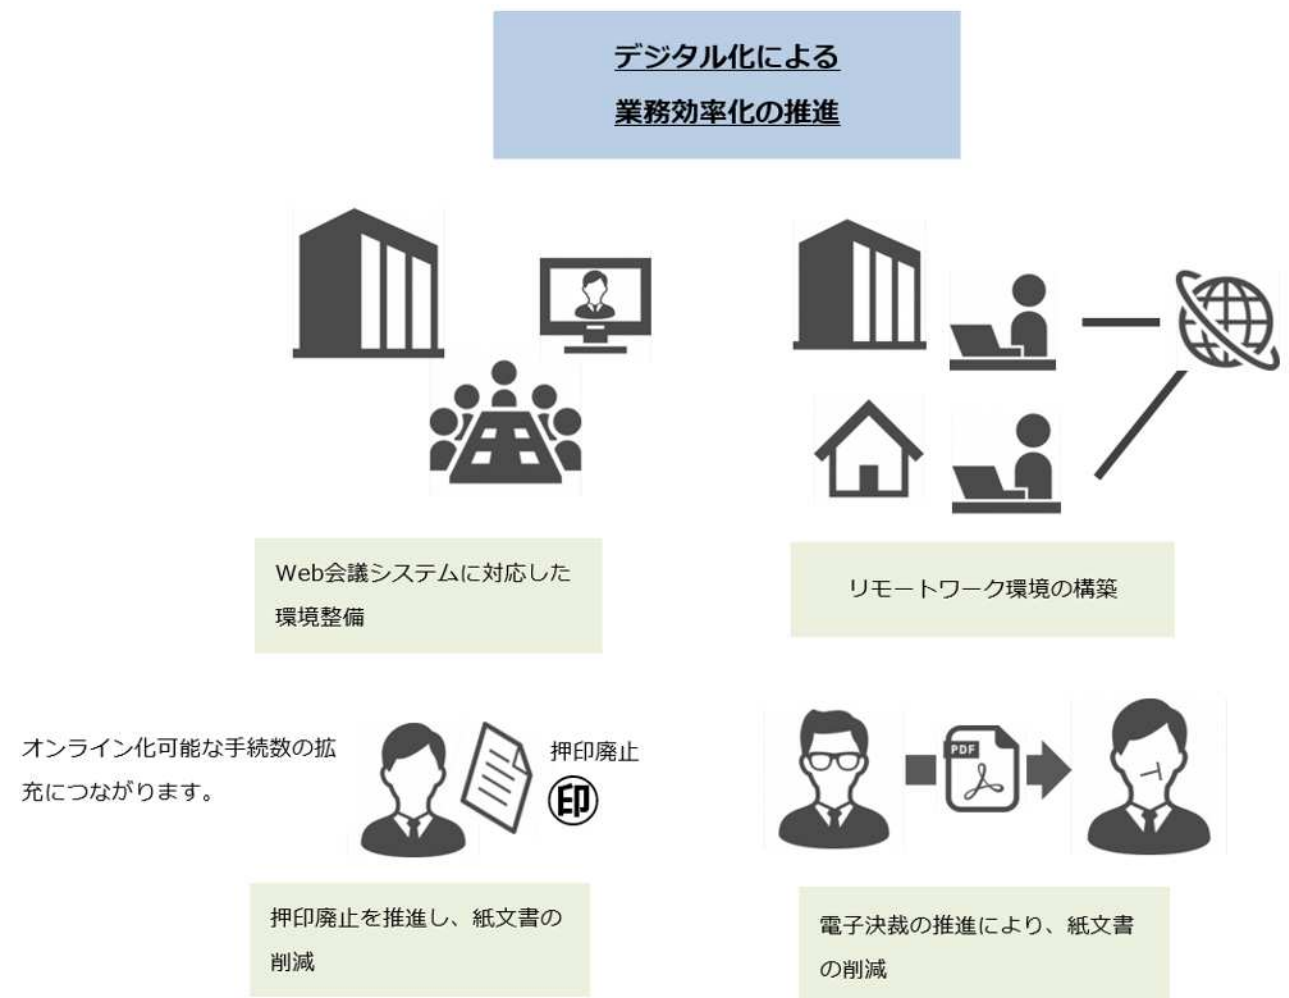 デジタル化による
業務効率化の推進
Web会議システムに対応した
環境整備
リモートワーク環境の構築
オンライン化可能な手続数の拡
充につながります。
押印廃止
印
PDF
押印廃止を推進し、紙文書の
削減
電子決裁の推進により、紙文書
の削減